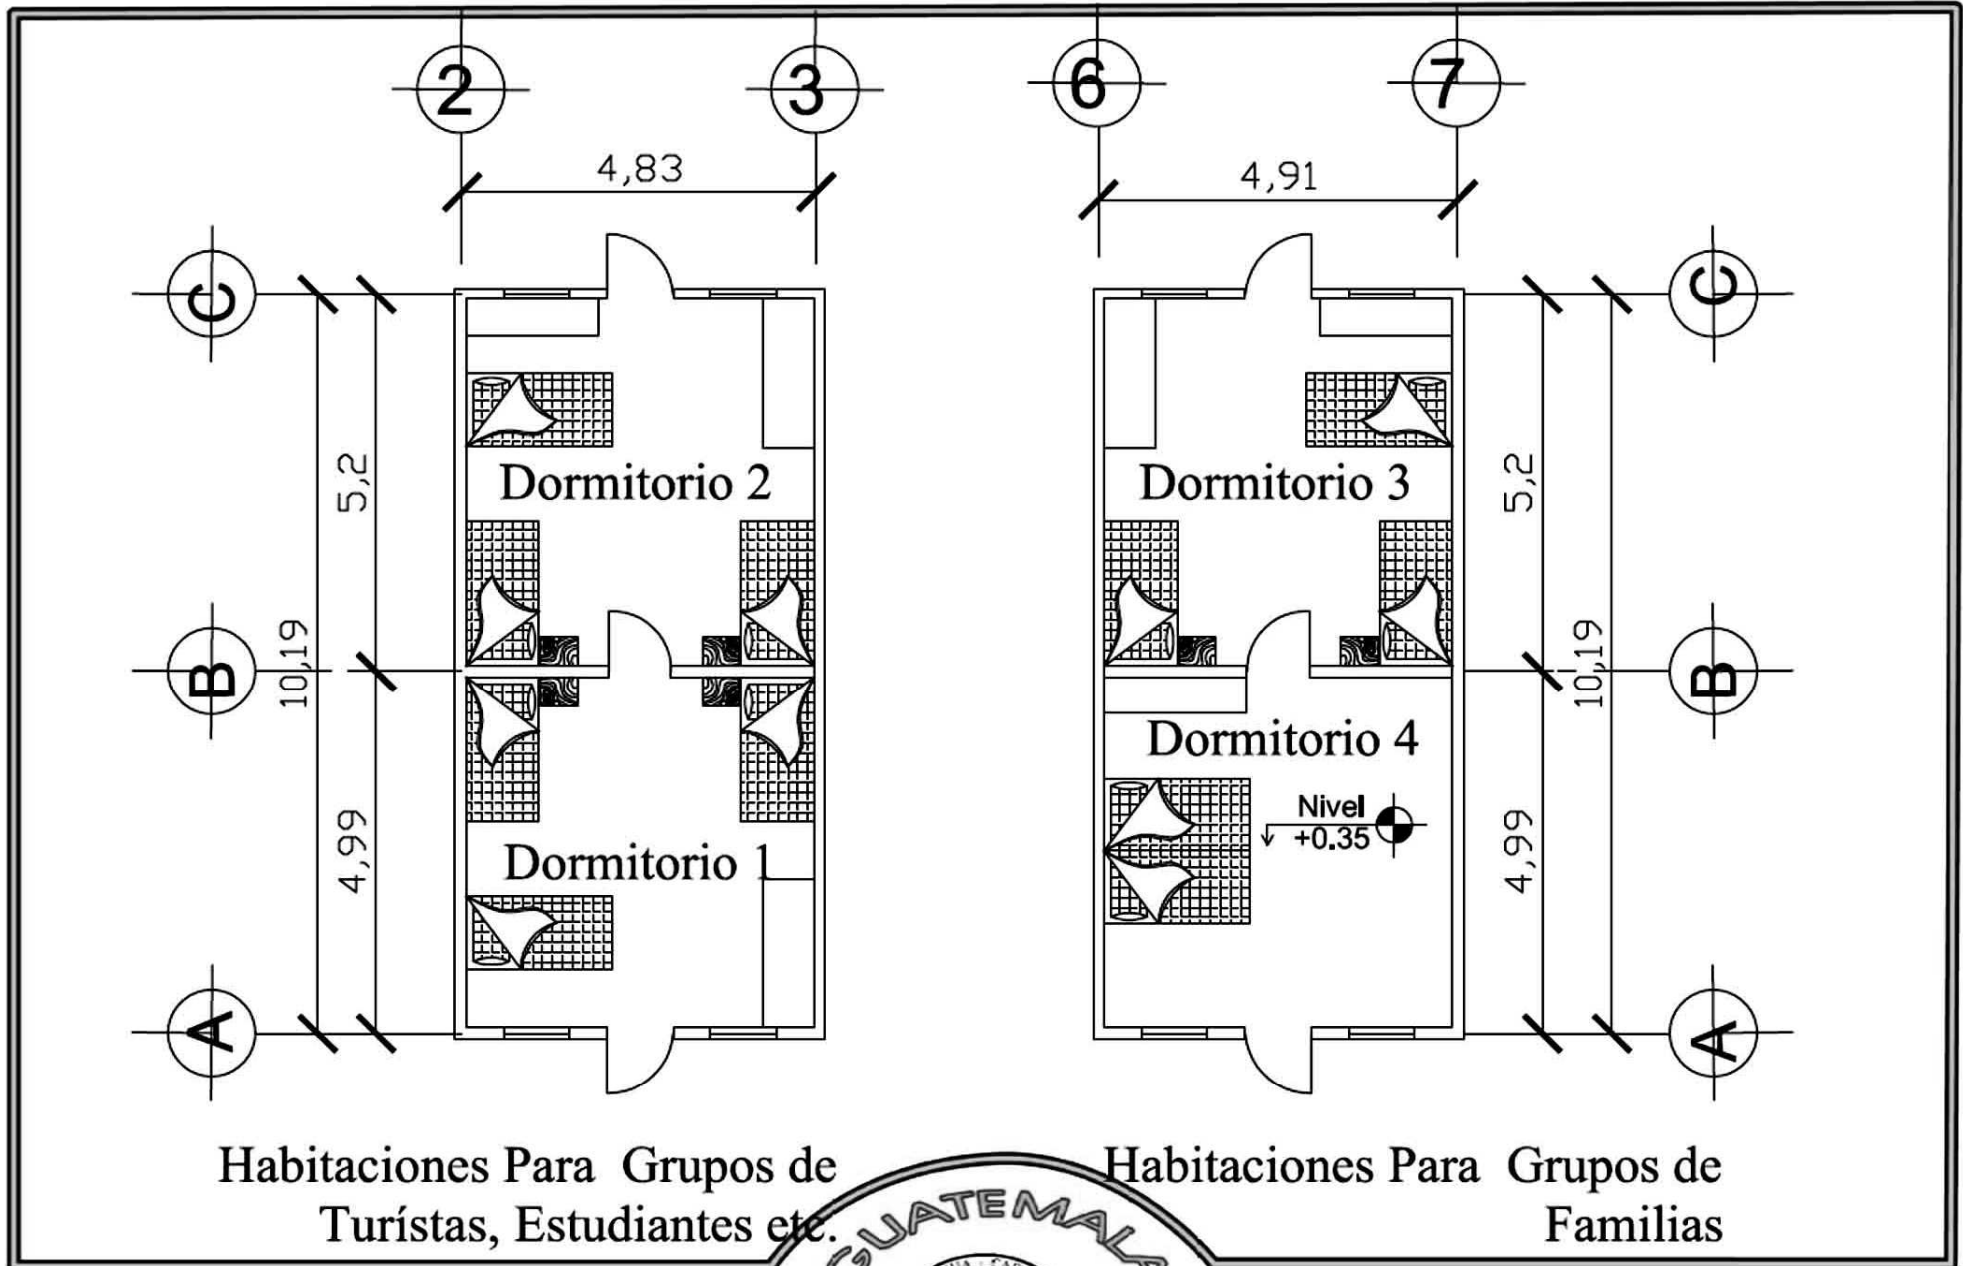 2
3
6
7
4,83
4,91
C
C
5,2
Dormitorio 2
Dormitorio 3
5,2
B
10,19
10,19
B
Dormitorio 4
4,99
Dormitorio 1
Nivel
+0.35
4,99
A
A
Habitaciones Para Grupos de
Turístas, Estudiantes etc.
Habitaciones Para Grupos de
Familias
GUATEMALA